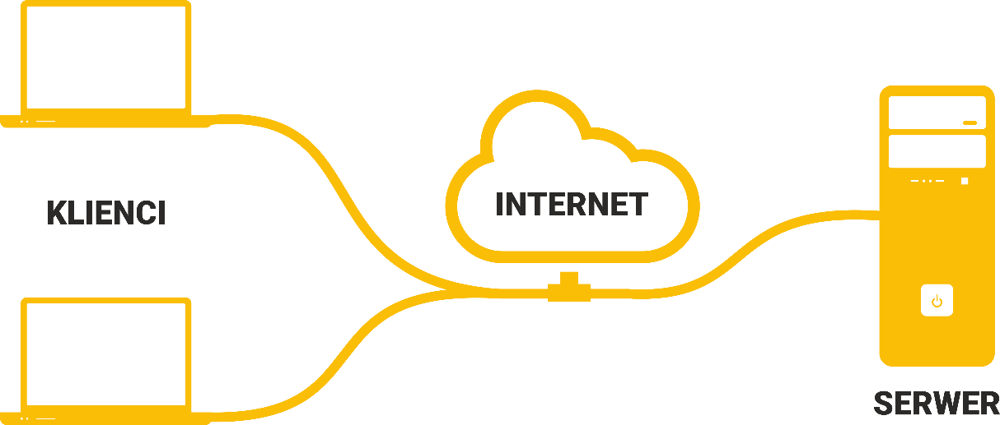 KLIENCI
INTERNET
SERWER